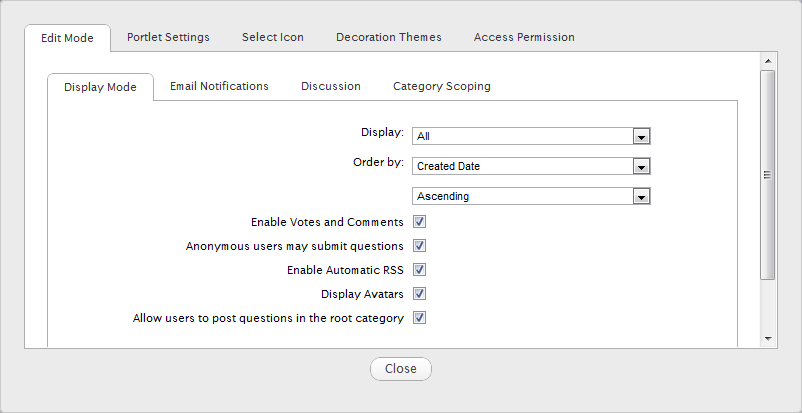 Edit Mode Portlet Settings Select Icon Decoration Themes Access Permission
Display Mode Email Notifications Discussion Category Scoping
Display: All
Order by: Created Date
Ascending
Enable Votes and Comments
Anonymous users may submit questions
Enable Automatic RSS
Display Avatars
Allow users to post questions in the root category
Close